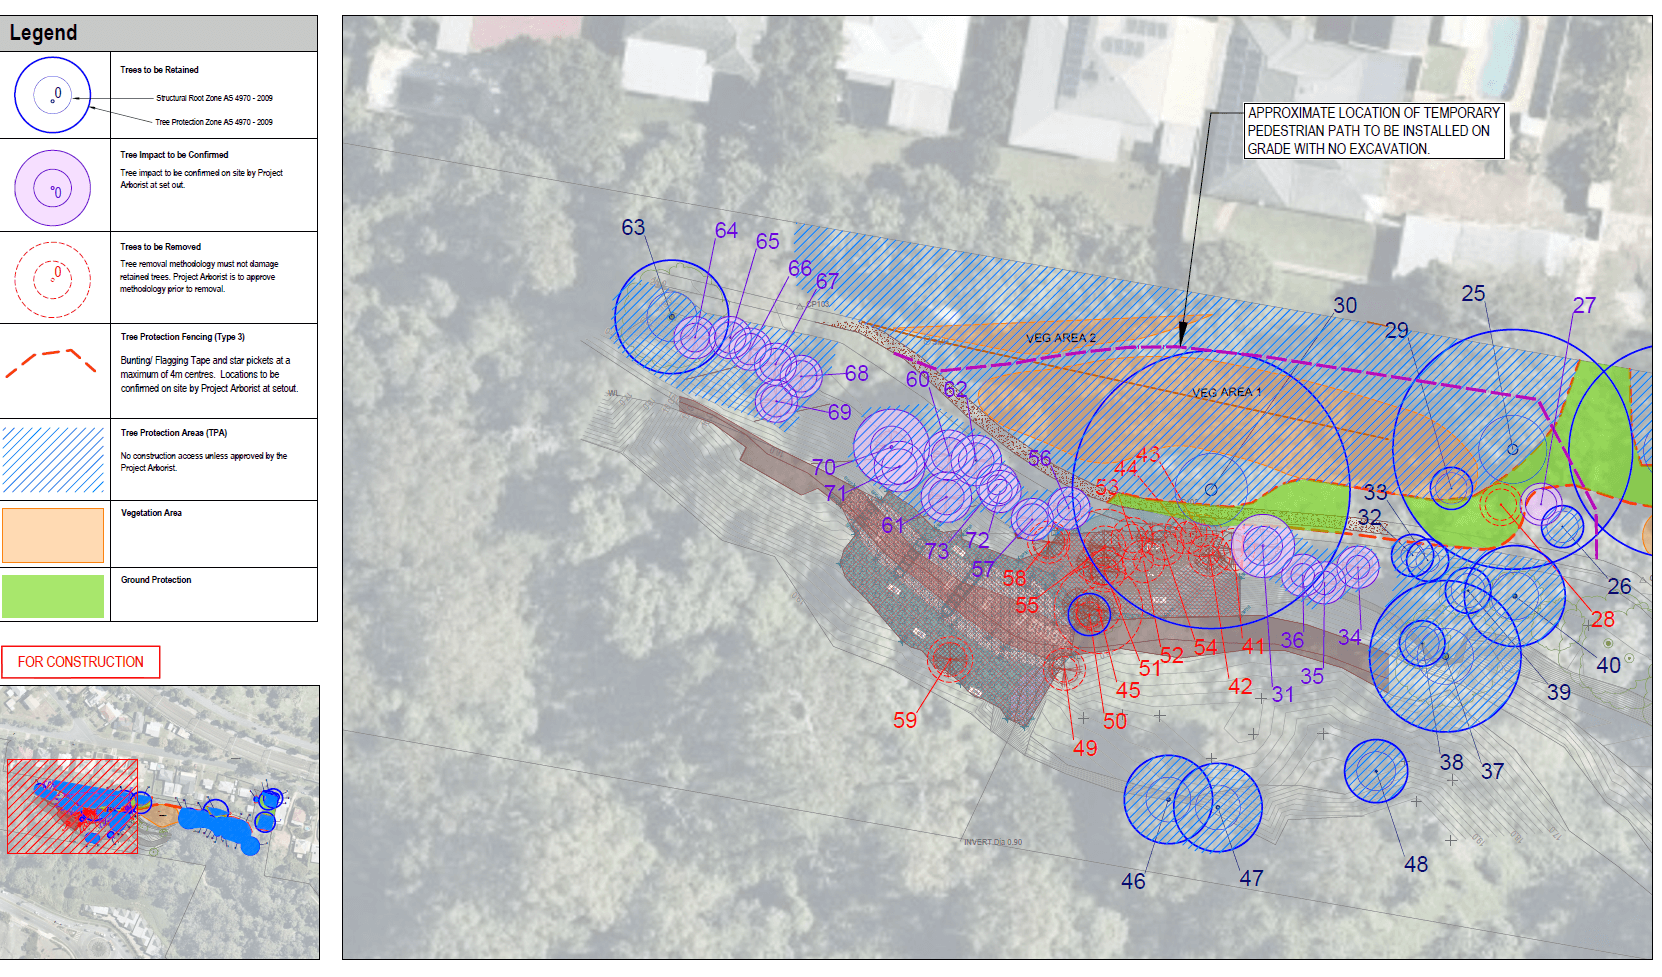 Legend
0
Trees to be Retained
Structural Root Zone AS 4970 - 2009
Tree Protection Zone AS 4970 - 2009
0
Tree Impact to be Confirmed
Tree impact to be confirmed on site by Project
Arborist at set out.
0
Trees to be Removed
Tree removal methodology must not damage
retained trees. Project Arborist is to approve
methodology prior to removal.
Tree Protection Fencing (Type 3)
Bunting/ Flagging Tape and star pickets at a
maximum of 4m centres. Locations to be
confirmed on site by Project Arborist at setout.
Tree Protection Areas (TPA)
No construction access unless approved by the
Project Arborist.
Vegetation Area
Ground Protection
FOR CONSTRUCTION
APPROXIMATE LOCATION OF TEMPORARY
PEDESTRIAN PATH TO BE INSTALLED ON
GRADE WITH NO EXCAVATION.
63
64
65
66
67
CP103
30
29
25
27
VEG AREA 2
VEG AREA 1
68
69
60
62
WL
70
71
61
56
44
43
53
33
32
73
72
57
58
55
26
28
36
34
35
31
41
54
52
51
42
45
50
49
59
40
39
38
37
48
47
46
INVERT Dia 0.90